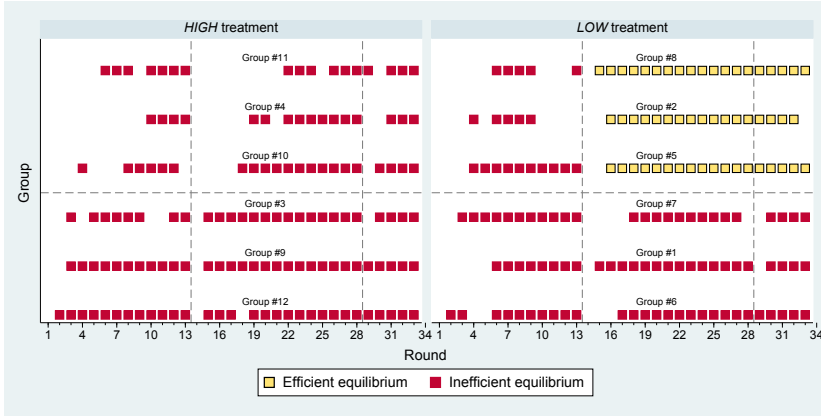 HIGH treatment
LOW treatment
Group
Group #11
Group #4
Group #10
Group #3
Group #9
Group #12
Group #8
Group #2
Group #5
Group #7
Group #1
Group #6
1 4 7 10 13 16 19 22 25 28 31 34
1 4 7 10 13 16 19 22 25 28 31 34
Round
Efficient equilibrium Inefficient equilibrium